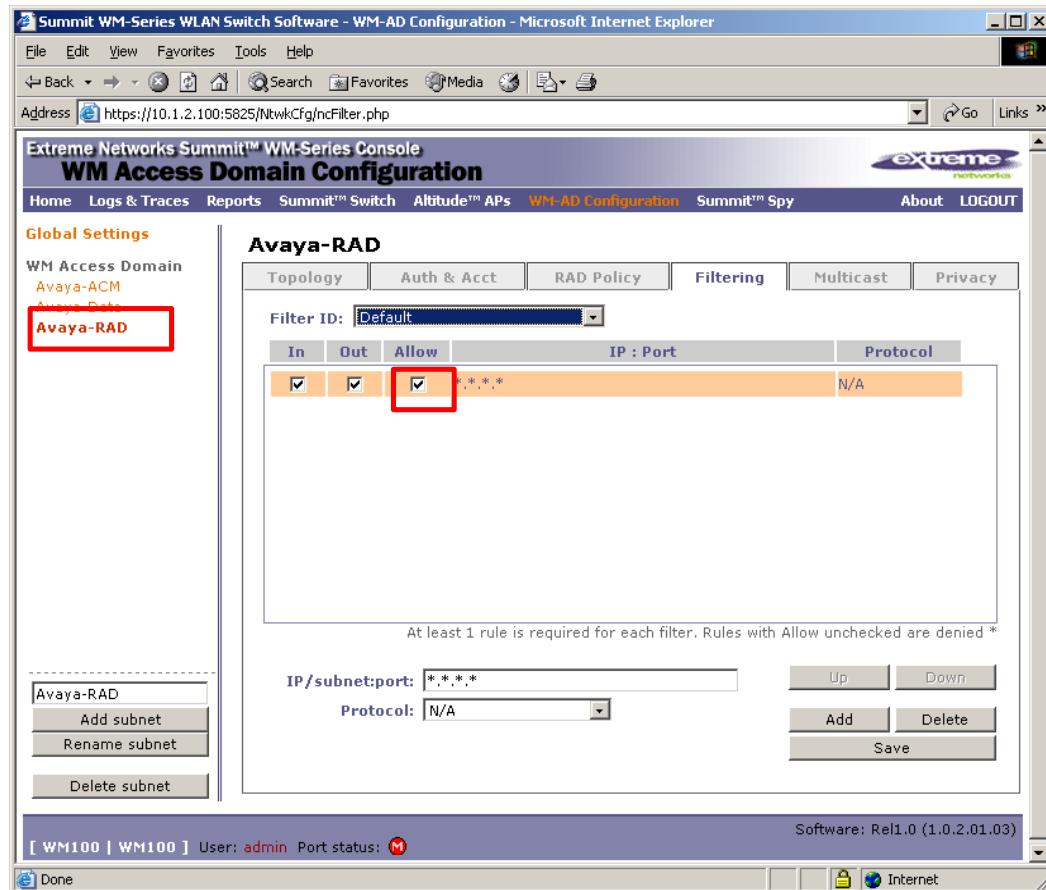 Summit WM-Series WLAN Switch Software - WM-AD Configuration - Microsoft Internet Explorer
File Edit View Favorites Tools Help
Back Search Favorites Media
Address https://10.1.2.100:5825/NtwkCfg/ncFilter.php Go Links »
Extreme Networks Summit™ WM-Series Console
WM Access Domain Configuration
extreme networks
Home Logs & Traces Reports Summit™ Switch Altitude™ APs WM-AD Configuration Summit™ Spy About LOGOUT
Global Settings
WM Access Domain
Avaya-ACM
Avaya-Data
Avaya-RAD
Avaya-RAD
Topology Auth & Acct RAD Policy Filtering Multicast Privacy
Filter ID: Default
In Out Allow IP : Port Protocol
*.*.*.* N/A
At least 1 rule is required for each filter. Rules with Allow unchecked are denied *
IP/subnet:port: *.*.*.*
Protocol: N/A
Up Down
Add Delete
Save
Avaya-RAD
Add subnet
Rename subnet
Delete subnet
Software: Rel1.0 (1.0.2.01.03)
[ WM100 | WM100 ] User: admin Port status: M
Done Internet